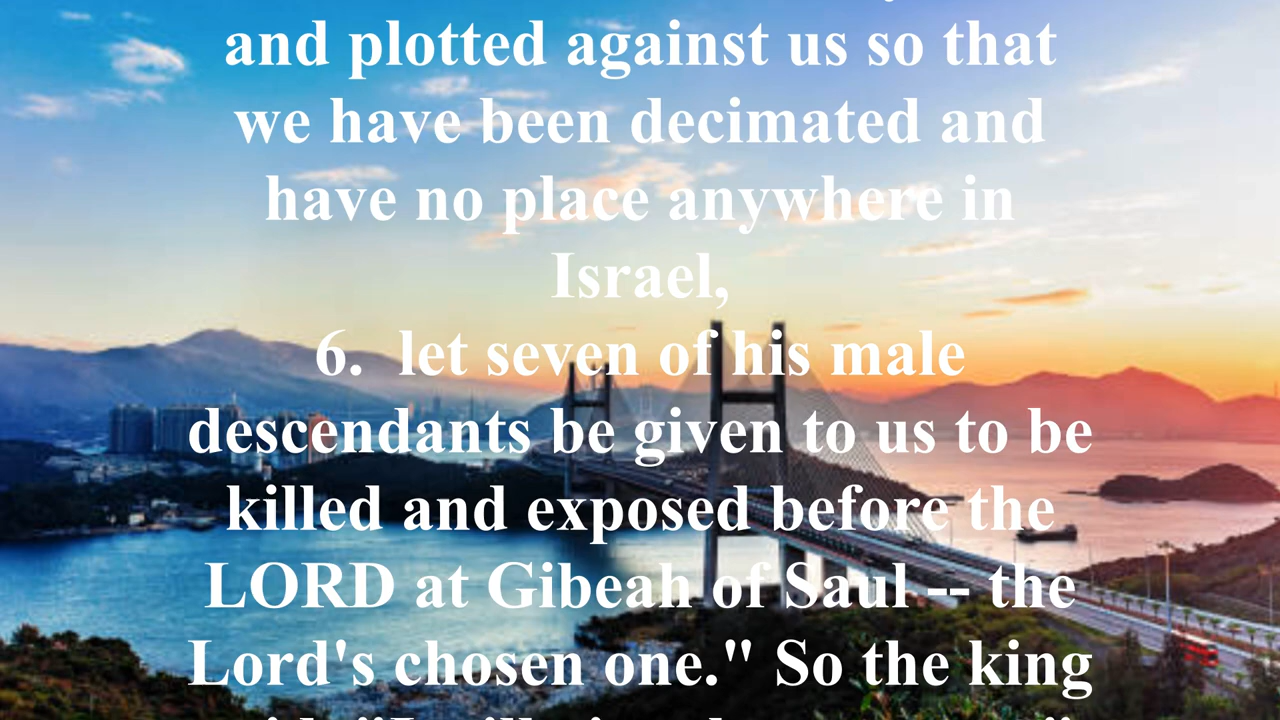 and plotted against us so that
we have been decimated and
have no place anywhere in
Israel,
6. let seven of his male
descendants be given to us to be
killed and exposed before the
LORD at Gibeah of Saul -- the
Lord's chosen one." So the king